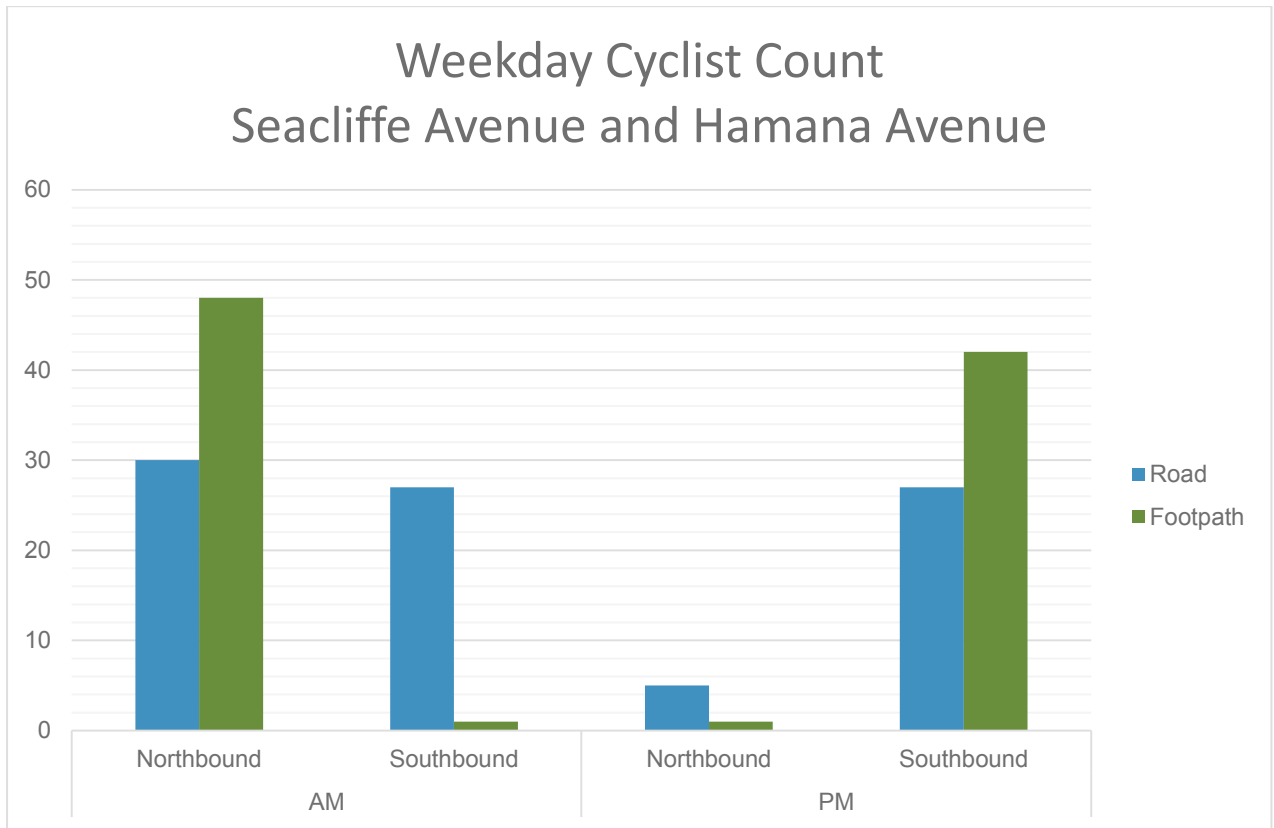 Weekday Cyclist Count
Seacliffe Avenue and Hamana Avenue
60
50
40
30
20
10
0
Northbound
Southbound
Northbound
Southbound
AM
PM
Road
Footpath